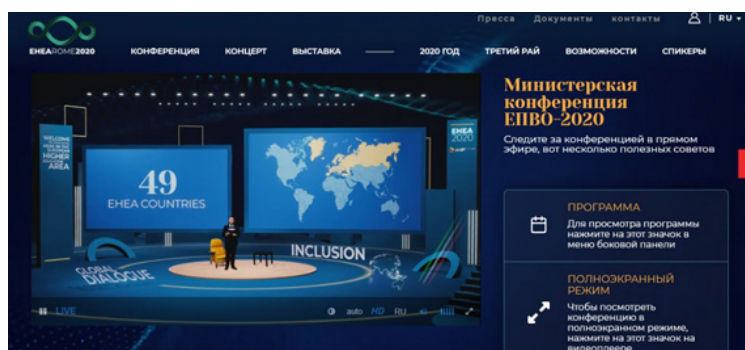 Пресса Документы контакты RU
EHEAROME2020 КОНФЕРЕНЦИЯ КОНЦЕРТ ВЫСТАВКА 2020 ГОД ТРЕТИЙ РАЙ ВОЗМОЖНОСТИ СПИКЕРЫ
WELCOME
HIGHER
AREA
49
EHEA COUNTRIES
EHEA
2020
INCLUSION
GLOBAL
DIALOGUE
LIVE auto HD RU
Министерская
конференция
ЕПВО-2020
Следите за конференцией в прямом
эфире, вот несколько полезных советов
ПРОГРАММА
Для просмотра программы
нажмите на этот значок в
меню боковой панели
ПОЛНОЭКРАННЫЙ
РЕЖИМ
Чтобы посмотреть
конференцию в
полноэкранном режиме,
нажмите на этот значок на
видеоплеере